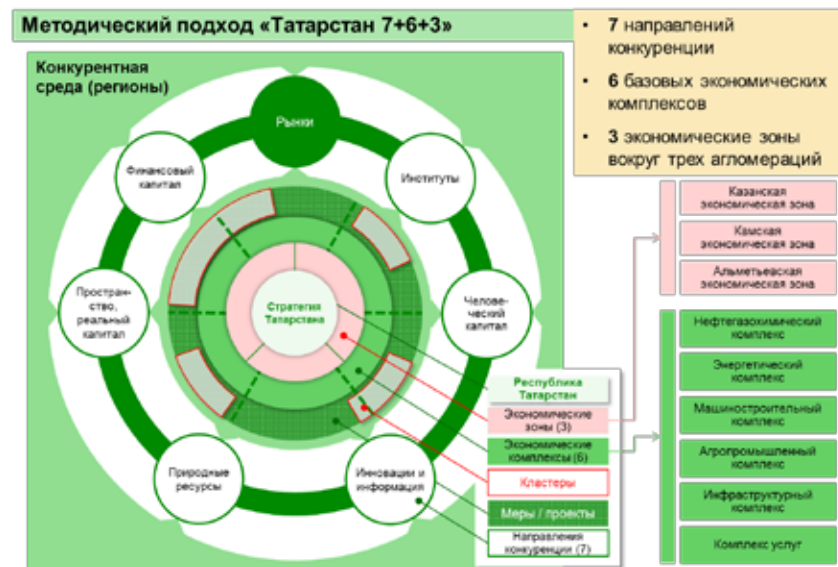 Методический подход «Татарстан 7+6+3»
• 7 направлений
конкуренции
• 6 базовых экономических
комплексов
• 3 экономические зоны
вокруг трех агломераций
Конкурентная
среда (регионы)
Рынки
Финансовый
капитал
Институты
Простран-
ство,
реальный
капитал
Стратегия
Татарстана
Челове-
ческий
капитал
Природные
ресурсы
Инновации и
информация
Республика
Татарстан
Экономические
зоны (3)
Экономические
комплексы (6)
Кластеры
Меры / проекты
Направления
конкуренции (7)
Казанская
экономическая зона
Камская
экономическая зона
Альметьевская
экономическая зона
Нефтегазохимический
комплекс
Энергетический
комплекс
Машиностроительный
комплекс
Агропромышленный
комплекс
Инфраструктурный
комплекс
Комплекс услуг